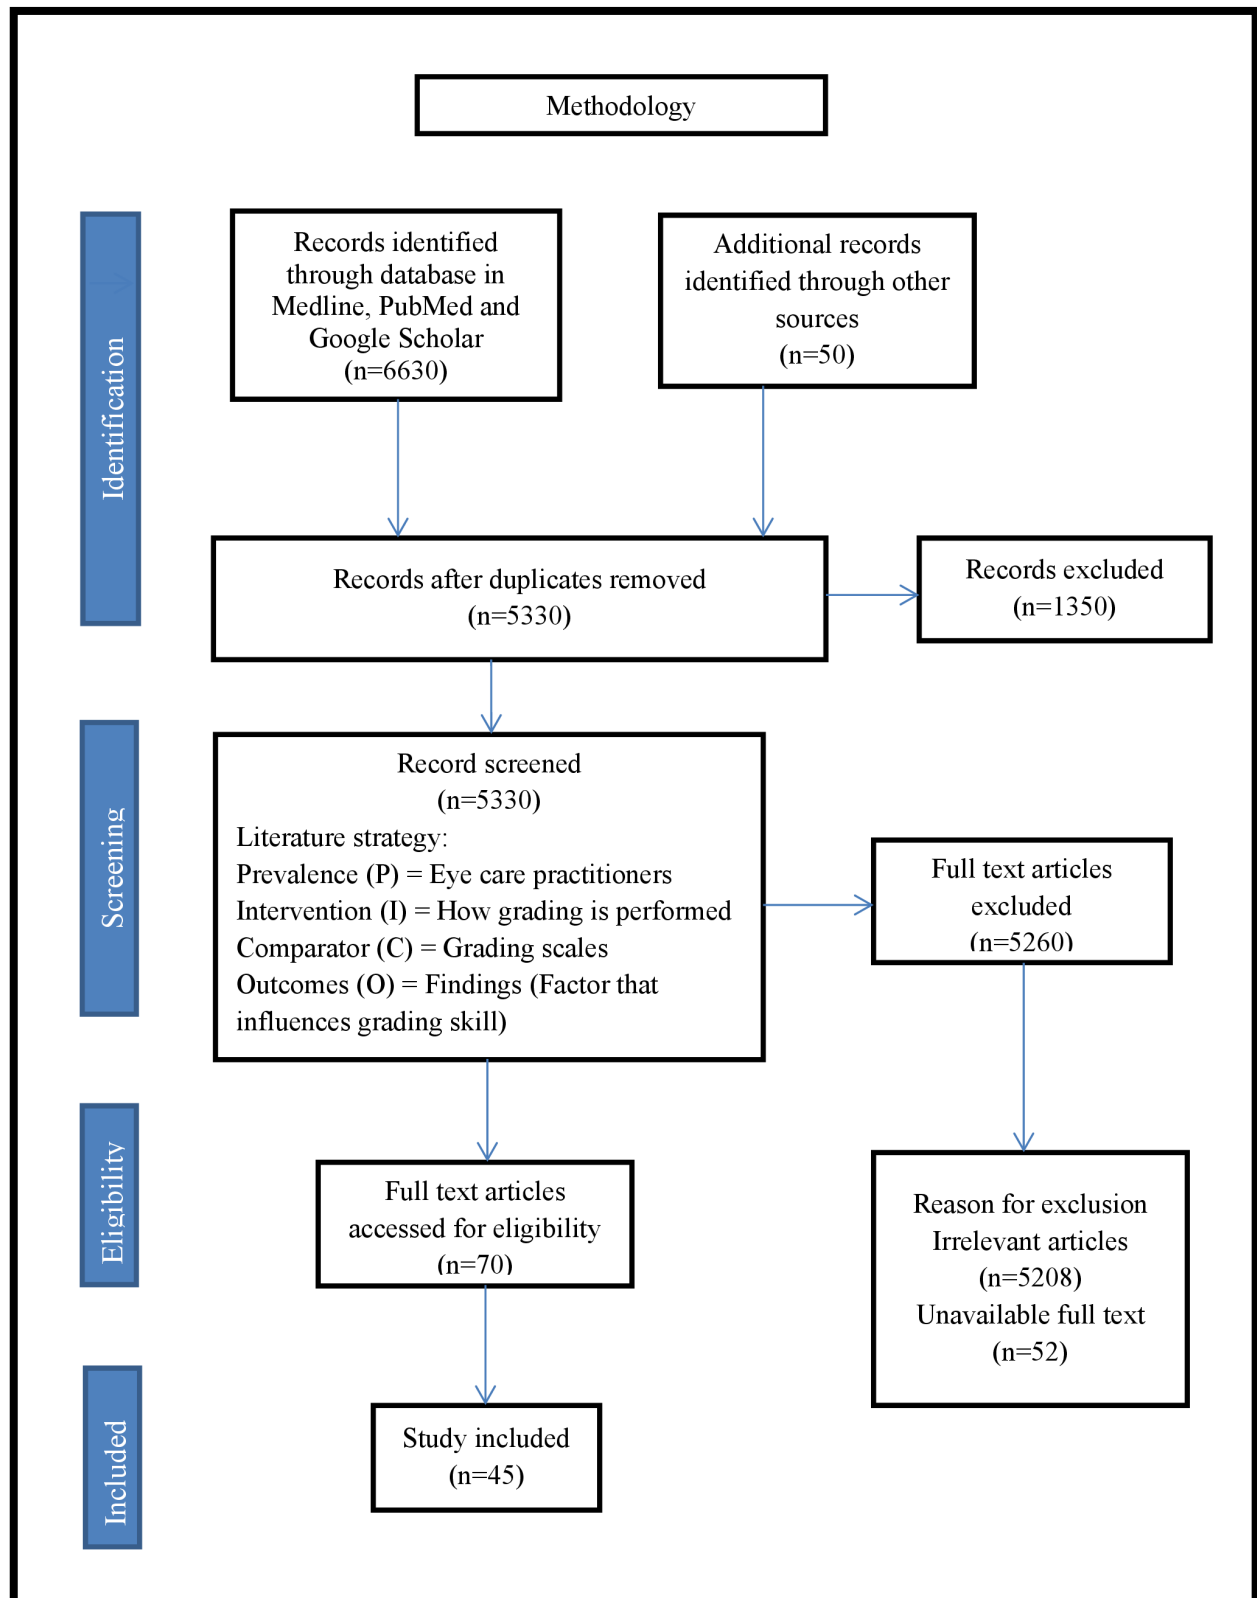 Methodology
Identification
Records identified
through database in
Medline, PubMed and
Google Scholar
(n=6630)
Additional records
identified through other
sources
(n=50)
Records after duplicates removed
(n=5330)
Records excluded
(n=1350)
Screening
Record screened
(n=5330)
Literature strategy:
Prevalence (P) = Eye care practitioners
Intervention (I) = How grading is performed
Comparator (C) = Grading scales
Outcomes (O) = Findings (Factor that
influences grading skill)
Full text articles
excluded
(n=5260)
Eligibility
Full text articles
accessed for eligibility
(n=70)
Reason for exclusion
Irrelevant articles
(n=5208)
Unavailable full text
(n=52)
Included
Study included
(n=45)